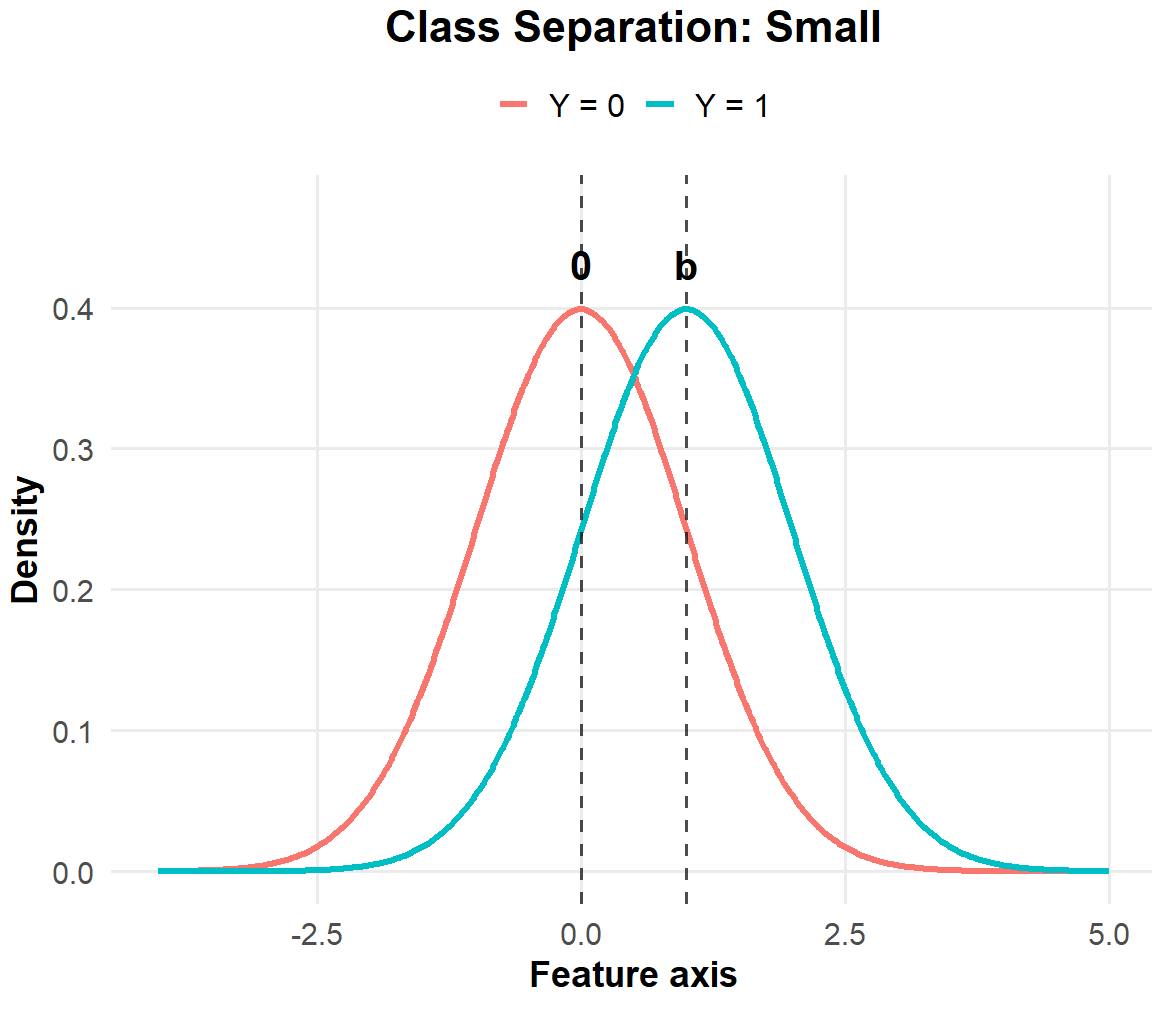 Class Separation: Small
Y = 0 Y = 1
0 b
0.4
0.3
0.2
0.1
0.0
Density
-2.5 0.0 2.5 5.0
Feature axis